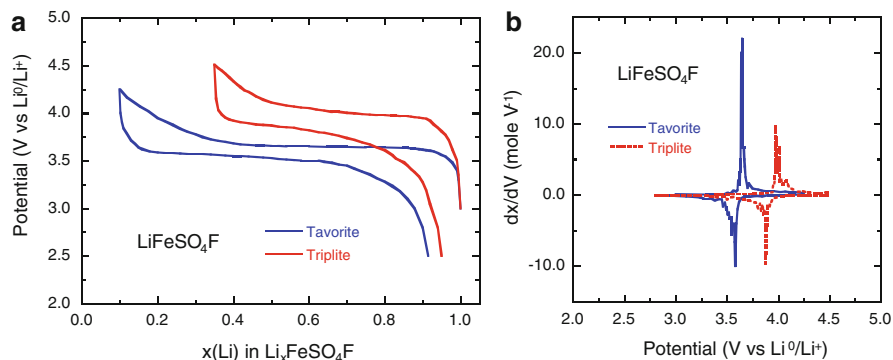 a
5.0
4.5
4.0
3.5
3.0
2.5
2.0
Potential (V vs Li⁰/Li⁺)
LiFeSO₄F
Tavorite
Triplite
0.0 0.2 0.4 0.6 0.8 1.0
x(Li) in LiₓFeSO₄F
b
20.0
10.0
0.0
-10.0
dx/dV (mole V⁻¹)
LiFeSO₄F
Tavorite
Triplite
2.0 2.5 3.0 3.5 4.0 4.5 5.0
Potential (V vs Li⁰/Li⁺)